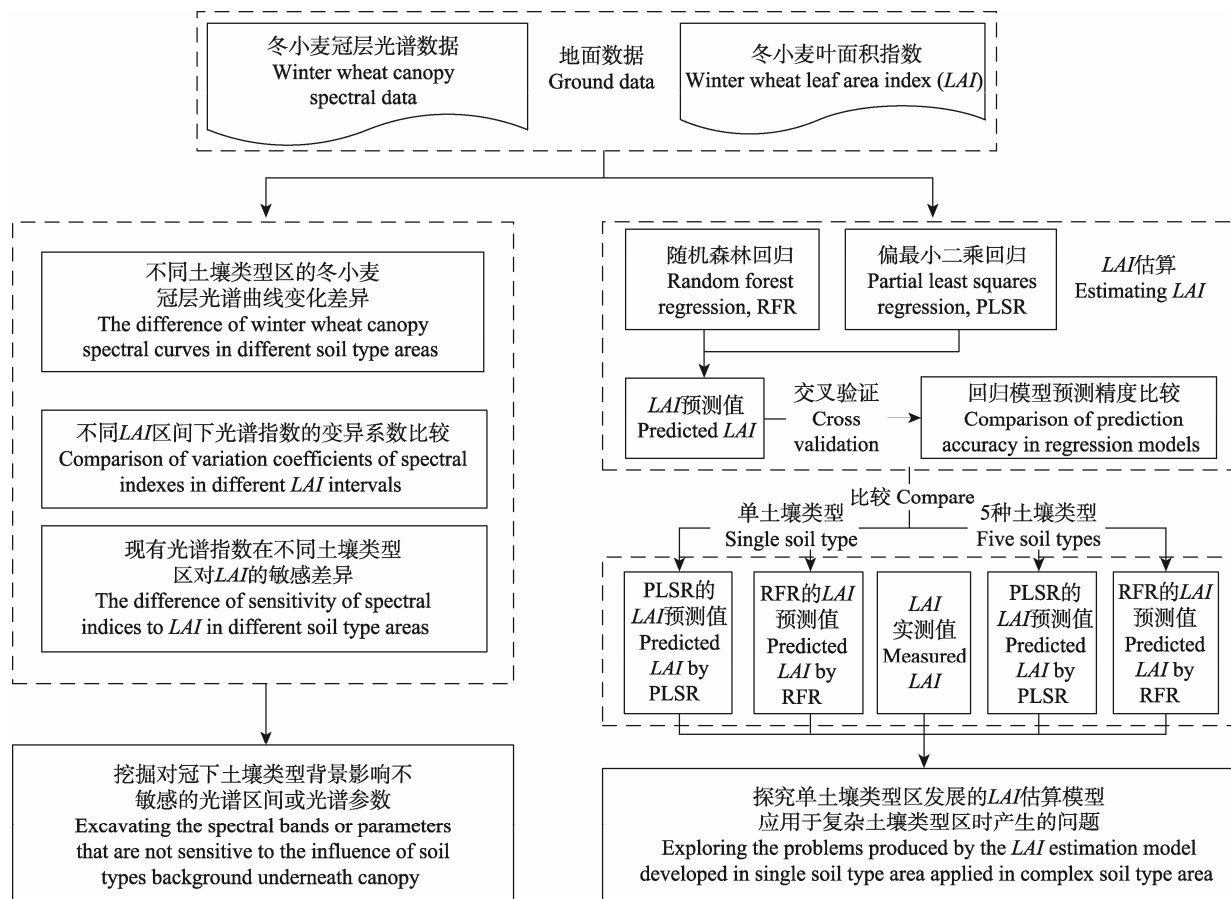 冬小麦冠层光谱数据
Winter wheat canopy
spectral data
地面数据
Ground data
冬小麦叶面积指数
Winter wheat leaf area index (LAI)
不同土壤类型区的冬小麦
冠层光谱曲线变化差异
The difference of winter wheat canopy
spectral curves in different soil type areas
不同LAI区间下光谱指数的变异系数比较
Comparison of variation coefficients of spectral
indexes in different LAI intervals
现有光谱指数在不同土壤类型
区对LAI的敏感差异
The difference of sensitivity of spectral
indices to LAI in different soil type areas
挖掘对冠下土壤类型背景影响不
敏感的光谱区间或光谱参数
Excavating the spectral bands or parameters
that are not sensitive to the influence of soil
types background underneath canopy
随机森林回归
Random forest
regression, RFR
偏最小二乘回归
Partial least squares
regression, PLSR
LAI估算
Estimating LAI
LAI预测值
Predicted LAI
交叉验证
Cross
validation
回归模型预测精度比较
Comparison of prediction
accuracy in regression models
比较 Compare
单土壤类型
Single soil type
5种土壤类型
Five soil types
PLSR的
LAI预测值
Predicted
LAI by
PLSR
RFR的LAI
预测值
Predicted
LAI by
RFR
LAI
实测值
Measured
LAI
PLSR的
LAI预测值
Predicted
LAI by
PLSR
RFR的LAI
预测值
Predicted
LAI by
RFR
探究单土壤类型区发展的LAI估算模型
应用于复杂土壤类型区时产生的问题
Exploring the problems produced by the LAI estimation model
developed in single soil type area applied in complex soil type area